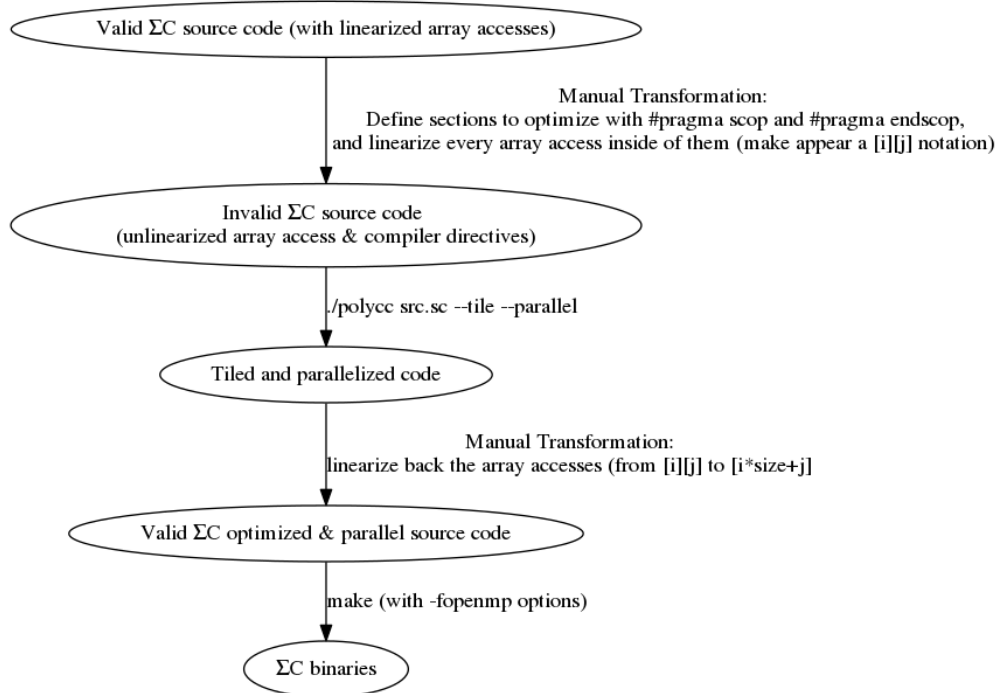 Valid ΣC source code (with linearized array accesses)
Manual Transformation:
Define sections to optimize with #pragma scop and #pragma endscop,
and linearize every array access inside of them (make appear a [i][j] notation)
Invalid ΣC source code
(unlinearized array access & compiler directives)
./polycc src.sc --tile --parallel
Tiled and parallelized code
Manual Transformation:
linearize back the array accesses (from [i][j] to [i*size+j]
Valid ΣC optimized & parallel source code
make (with -fopenmp options)
ΣC binaries